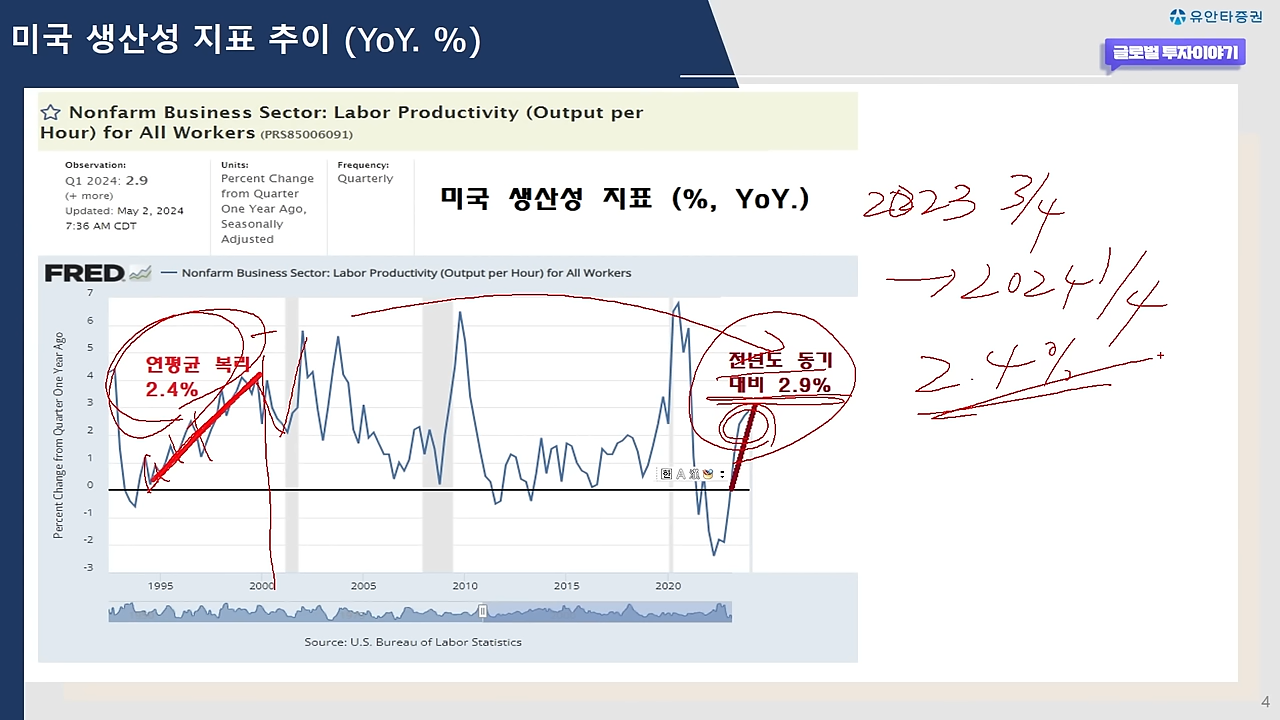 미국 생산성 지표 추이 (YoY. %)
유안타증권
글로벌 투자이야기
Nonfarm Business Sector: Labor Productivity (Output per
Hour) for All Workers (PRS85006091)
Observation:
Q1 2024: 2.9
(+ more)
Updated: May 2, 2024
7:36 AM CDT
Units:
Percent Change
from Quarter
One Year Ago,
Seasonally
Adjusted
Frequency:
Quarterly
미국 생산성 지표 (%, YoY.)
2023 3/4
→ 2024 1/4
2.4%
FRED
Nonfarm Business Sector: Labor Productivity (Output per Hour) for All Workers
Percent Change from Quarter One Year Ago
7
6
5
4
3
2
1
0
-1
-2
-3
연평균 복리
2.4%
전년도 동기
대비 2.9%
한 A 漢
1995 2000 2005 2010 2015 2020
Source: U.S. Bureau of Labor Statistics
4